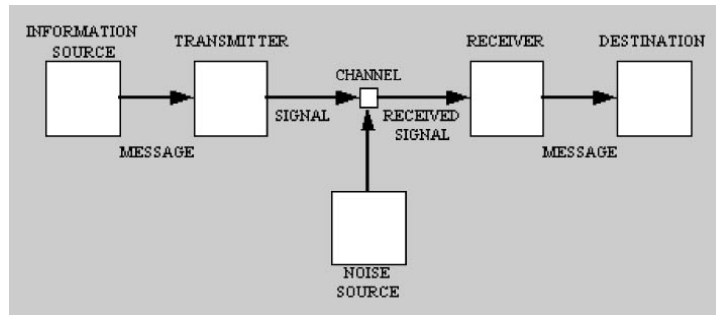 INFORMATION
SOURCE
TRANSMITTER
RECEIVER
DESTINATION
CHANNEL
SIGNAL
RECEIVED
SIGNAL
MESSAGE
MESSAGE
NOISE
SOURCE